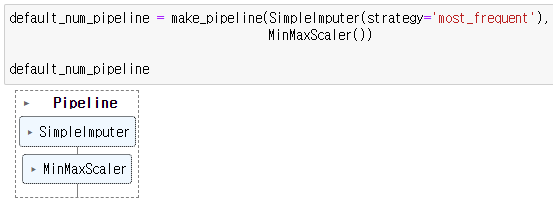 default_num_pipeline = make_pipeline(SimpleImputer(strategy='most_frequent'),
MinMaxScaler())
default_num_pipeline
▸ Pipeline
▸ SimpleImputer
▸ MinMaxScaler